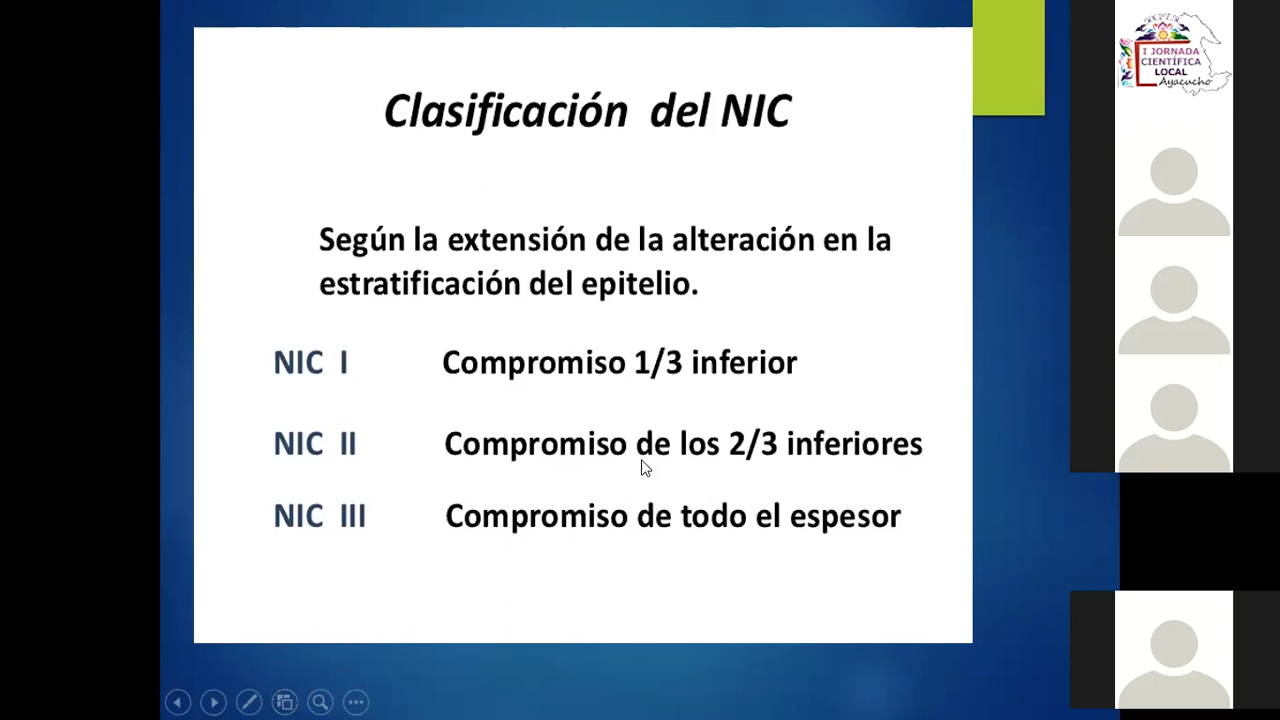 Clasificación del NIC
Según la extensión de la alteración en la
estratificación del epitelio.
NIC I Compromiso 1/3 inferior
NIC II Compromiso de los 2/3 inferiores
NIC III Compromiso de todo el espesor
I JORNADA
CIENTÍFICA
LOCAL
Ayacucho